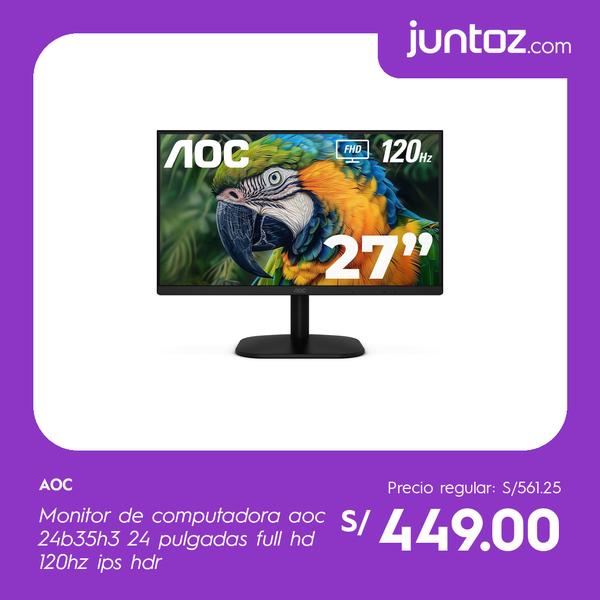 juntoz.com
AOC
FHD
120Hz
27”
AOC
AOC
Precio regular: S/561.25
Monitor de computadora aoc
24b35h3 24 pulgadas full hd
120hz ips hdr
S/ 449.00